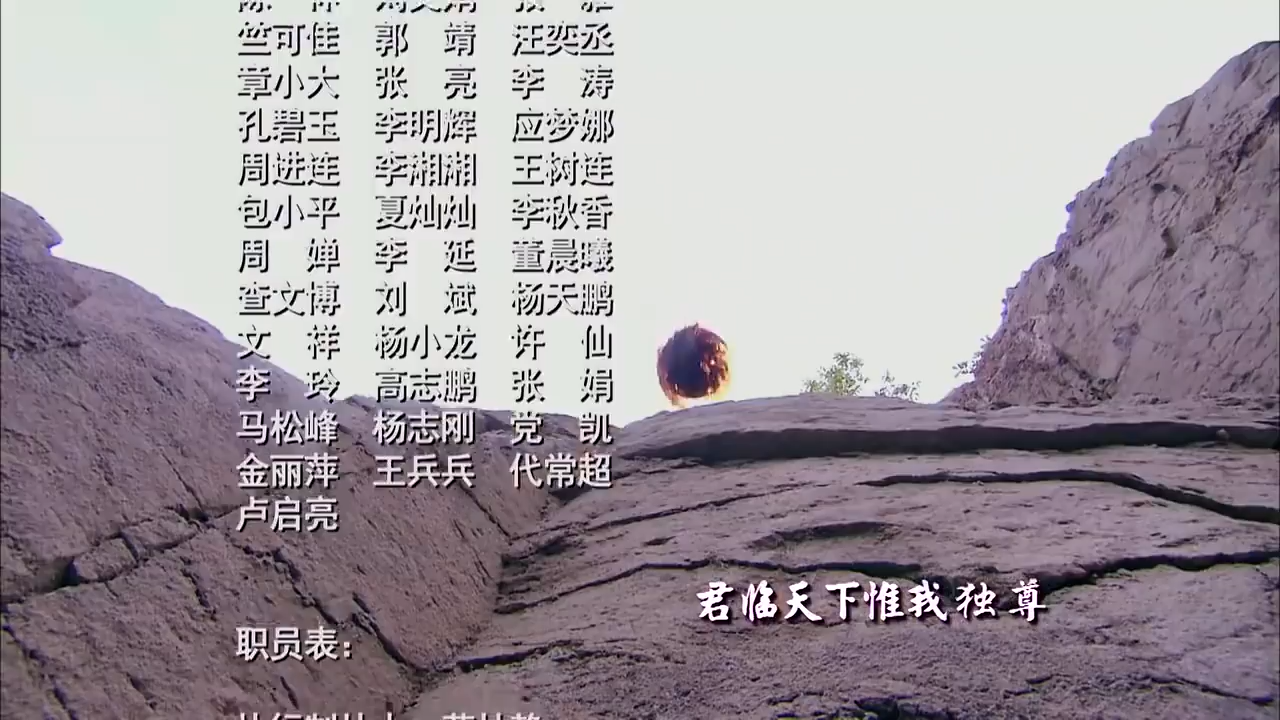 竺可佳 郭 靖 汪奕丞
章小大 张 亮 李 涛
孔碧玉 李明辉 应梦娜
周进连 李湘湘 王树连
包小平 夏灿灿 李秋香
周 婵 李 延 董晨曦
查文博 刘 斌 杨天鹏
文 祥 杨小龙 许 仙
李 玲 高志鹏 张 娟
马松峰 杨志刚 党 凯
金丽萍 王兵兵 代常超
卢启亮
君临天下惟我独尊
职员表：